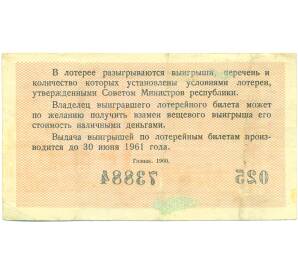 В лотерее разыгрываются выигрыши, перечень и
количество которых установлены условиями лотереи,
утвержденными Советом Министров республики.
Владелец выигравшего лотерейного билета может
по желанию получить взамен вещевого выигрыша его
стоимость наличными деньгами.
Выдача выигрышей по лотерейным билетам произ-
водится до 30 июня 1961 года.
Гознак. 1960.
73884 025